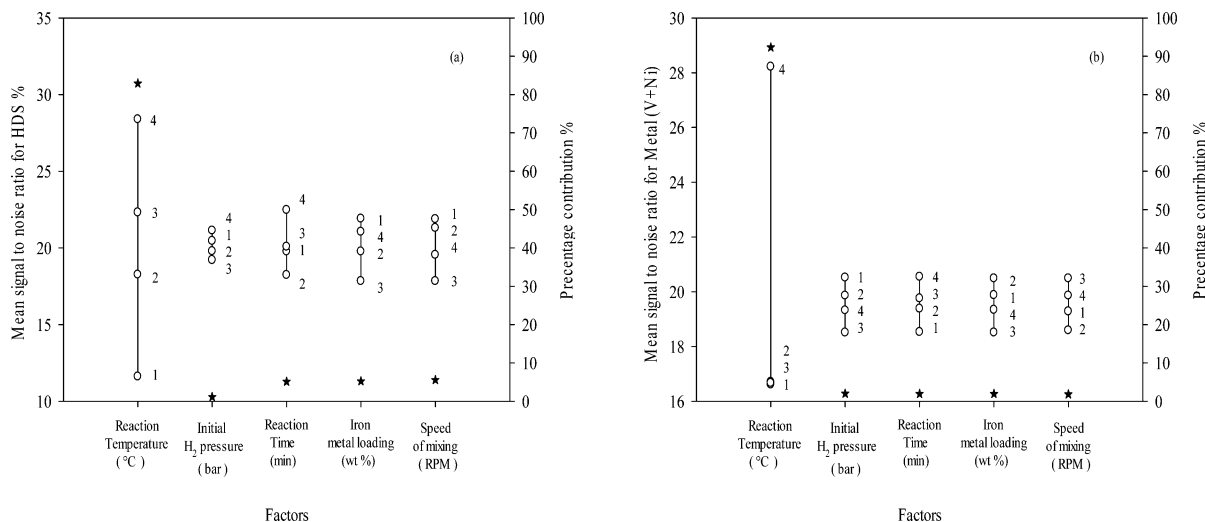 (a)
Mean signal to noise ratio for HDS %
35
30
25
20
15
10
100
90
80
70
60
50
40
30
20
10
0
Precentage contribution %
4
3
2
1
4
1
2
3
4
3
1
2
1
4
2
3
1
2
4
3
Reaction
Temperature
( °C )
Initial
H2 pressure
( bar )
Reaction
Time
(min)
Iron
metal loading
(wt %)
Speed
of mixing
( RPM )
Factors
(b)
Mean signal to noise ratio for Metal (V+Ni)
30
28
26
24
22
20
18
16
100
90
80
70
60
50
40
30
20
10
0
Precentage contribution %
4
2
3
1
1
2
4
3
4
3
2
1
2
1
4
3
3
4
1
2
Reaction
Temperature
( °C )
Initial
H2 pressure
( bar )
Reaction
Time
(min)
Iron
metal loading
(wt %)
Speed
of mixing
( RPM )
Factors